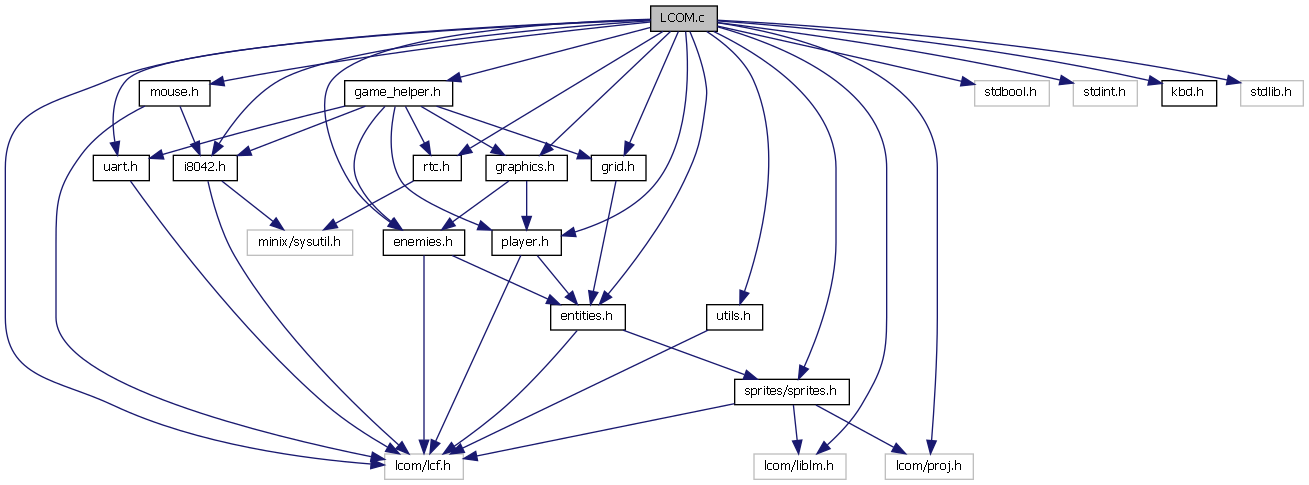 LCOM.c
mouse.h
game_helper.h
stdbool.h
stdint.h
kbd.h
stdlib.h
uart.h
i8042.h
rtc.h
graphics.h
grid.h
minix/sysutil.h
enemies.h
player.h
entities.h
utils.h
sprites/sprites.h
lcom/lcf.h
lcom/liblm.h
lcom/proj.h